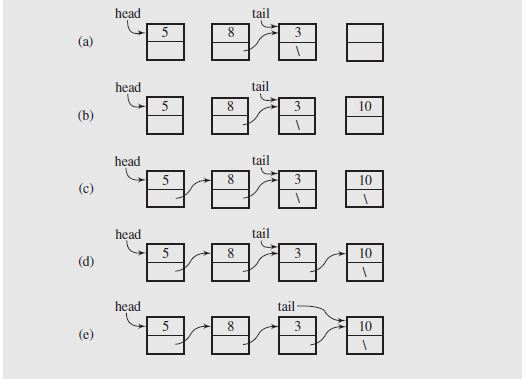 head tail
(a) 5 8 3
\
head tail
(b) 5 8 3 10
\
head tail
(c) 5 8 3 10
\ \
head tail
(d) 5 8 3 10
\
head tail
(e) 5 8 3 10
\